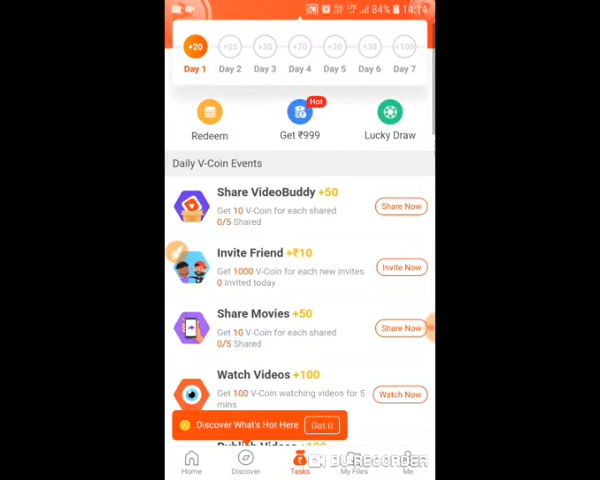 84% 14:14
+20 +25 +35 +70 +20 +30 +100
Day 1 Day 2 Day 3 Day 4 Day 5 Day 6 Day 7
Hot
Redeem Get ₹999 Lucky Draw
Daily V-Coin Events
Share VideoBuddy +50
Get 10 V-Coin for each shared
0/5 Shared
Share Now
Invite Friend +₹10
Get 1000 V-Coin for each new invites
0 Invited today
Invite Now
Share Movies +50
Get 10 V-Coin for each shared
0/5 Shared
Share Now
Watch Videos +100
Get 100 V-Coin watching videos for 5
mins
Watch Now
Discover What's Hot Here Got it
Publish Videos +100
Home Discover Tasks My Files Me
DU RECORDER